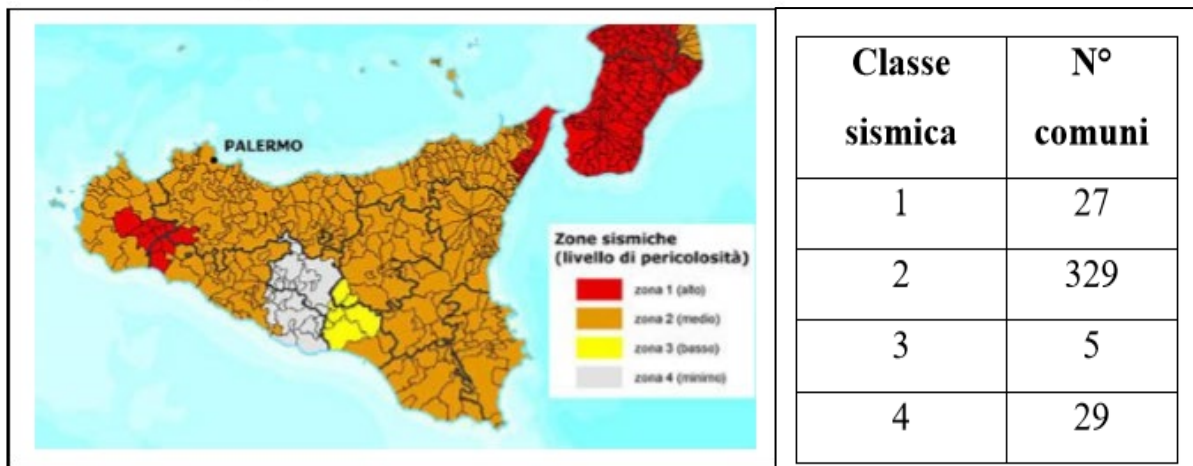 PALERMO
Zone sismiche
(livello di pericolosità)
zona 1 (alto)
zona 2 (medio)
zona 3 (basso)
zona 4 (minimo)
Classe
sismica
N°
comuni
1 27
2 329
3 5
4 29